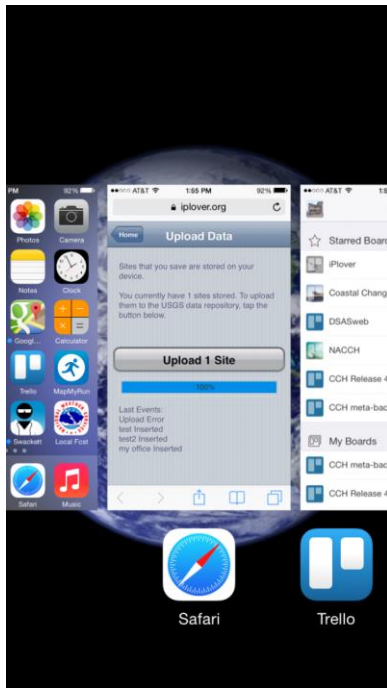 PM 92%
Photos Camera
Notes Clock
Googl... Calculator
Trello MapMyRun
Swackett Local Fcst
Safari Music
AT&T 1:55 PM 92%
iplover.org
Home Upload Data
Sites that you save are stored on your
device.
You currently have 1 sites stored. To upload
them to the USGS data repository, tap the
button below.
Upload 1 Site
100%
Last Events:
Upload Error
test Inserted
test2 Inserted
my office Inserted
AT&T
Starred Boar
iPlover
Coastal Chang
DSASweb
NACCH
CCH Release 4
CCH meta-bac
My Boards
CCH meta-bac
CCH Release 4
Safari
Trello